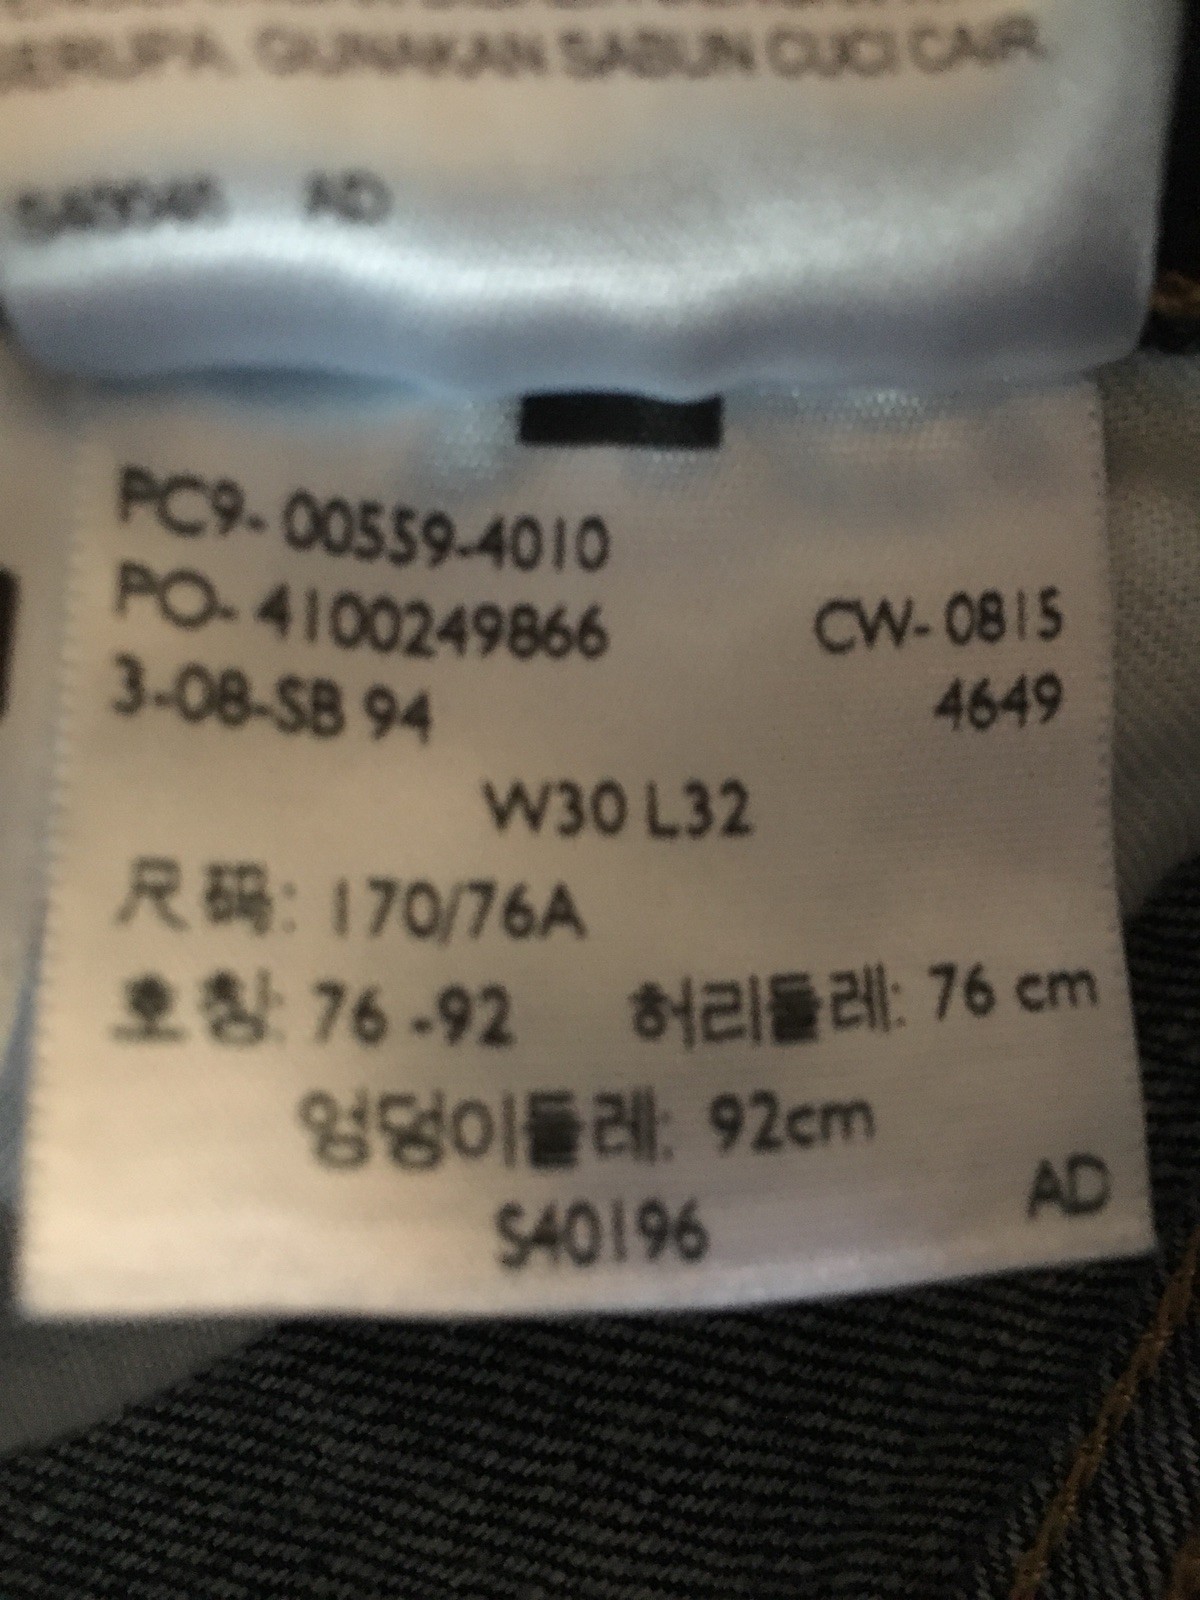 BERUPA. GUNAKAN SABUN CUCI CAIR.
AD
PC9- 00559-4010
PO- 4100249866 CW- 0815
3-08-SB 94 4649
W30 L32
尺码: 170/76A
호칭: 76 -92 허리둘레: 76 cm
엉덩이둘레: 92cm
AD
S40196